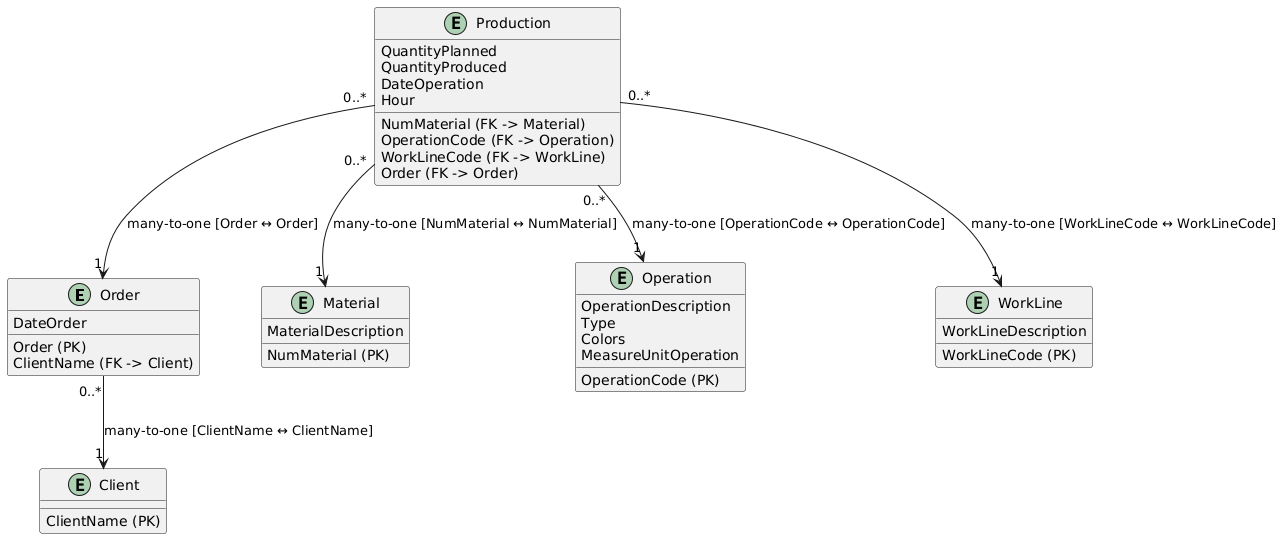 E Production
QuantityPlanned
QuantityProduced
DateOperation
Hour
NumMaterial (FK -> Material)
OperationCode (FK -> Operation)
WorkLineCode (FK -> WorkLine)
Order (FK -> Order)
0..*
0..*
0..*
0..*
many-to-one [Order ↔ Order]
many-to-one [NumMaterial ↔ NumMaterial]
many-to-one [OperationCode ↔ OperationCode]
many-to-one [WorkLineCode ↔ WorkLineCode]
1
1
1
1
E Order
DateOrder
Order (PK)
ClientName (FK -> Client)
E Material
MaterialDescription
NumMaterial (PK)
E Operation
OperationDescription
Type
Colors
MeasureUnitOperation
OperationCode (PK)
E WorkLine
WorkLineDescription
WorkLineCode (PK)
0..*
many-to-one [ClientName ↔ ClientName]
1
E Client
ClientName (PK)